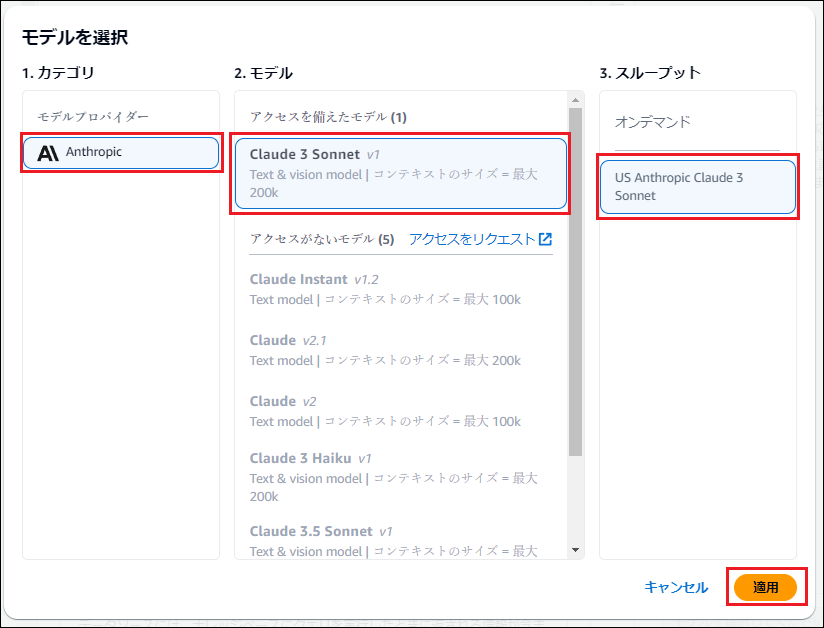 モデルを選択
1. カテゴリ
モデルプロバイダー
Anthropic
2. モデル
アクセスを備えたモデル (1)
Claude 3 Sonnet v1
Text & vision model | コンテキストのサイズ = 最大
200k
アクセスがないモデル (5) アクセスをリクエスト
Claude Instant v1.2
Text model | コンテキストのサイズ = 最大 100k
Claude v2.1
Text model | コンテキストのサイズ = 最大 200k
Claude v2
Text model | コンテキストのサイズ = 最大 100k
Claude 3 Haiku v1
Text & vision model | コンテキストのサイズ = 最大
200k
Claude 3.5 Sonnet v1
Text & vision model | コンテキストのサイズ = 最大
3. スループット
オンデマンド
US Anthropic Claude 3
Sonnet
キャンセル
適用